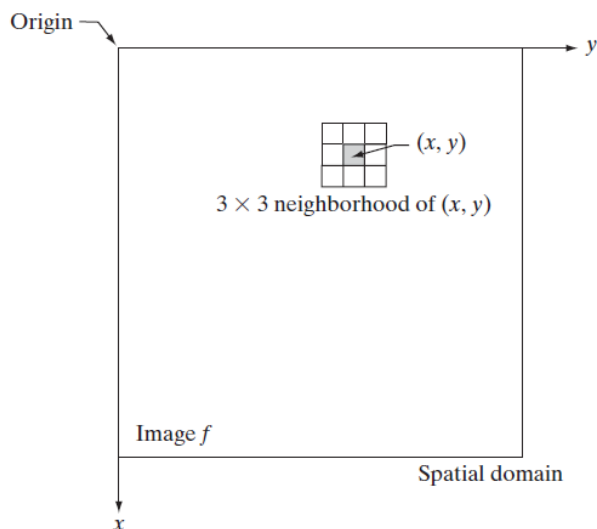 Origin
y
(x, y)
3 × 3 neighborhood of (x, y)
Image f
Spatial domain
x